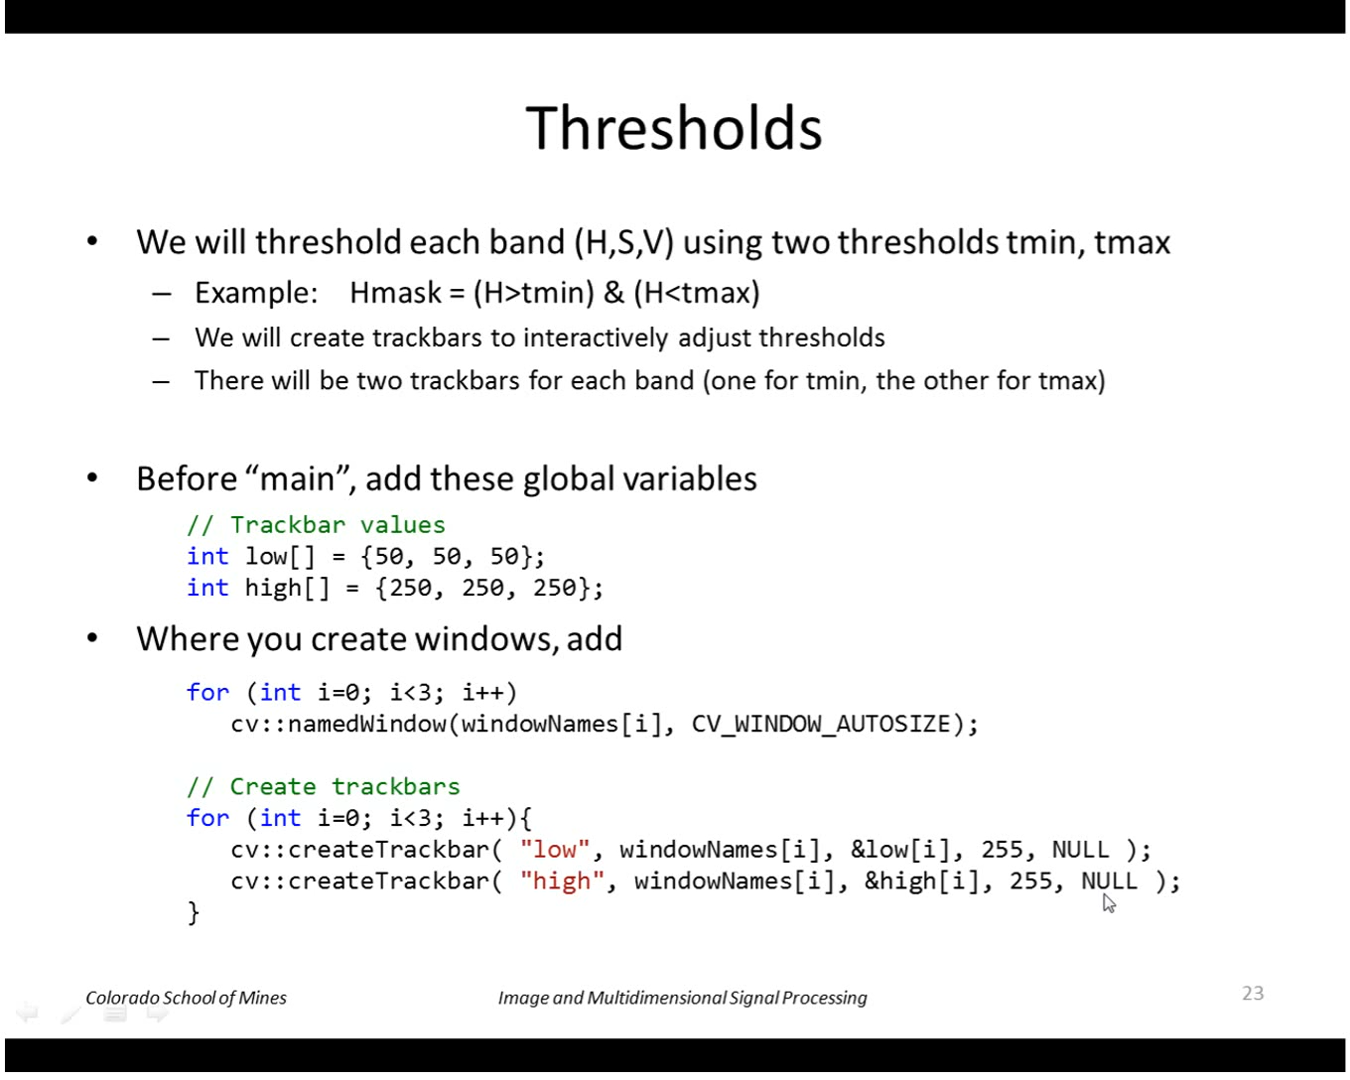 Thresholds
• We will threshold each band (H,S,V) using two thresholds tmin, tmax
– Example: Hmask = (H>tmin) & (H<tmax)
– We will create trackbars to interactively adjust thresholds
– There will be two trackbars for each band (one for tmin, the other for tmax)
• Before “main”, add these global variables
// Trackbar values
int low[] = {50, 50, 50};
int high[] = {250, 250, 250};
• Where you create windows, add
for (int i=0; i<3; i++)
cv::namedWindow(windowNames[i], CV_WINDOW_AUTOSIZE);
// Create trackbars
for (int i=0; i<3; i++){
cv::createTrackbar( "low", windowNames[i], &low[i], 255, NULL );
cv::createTrackbar( "high", windowNames[i], &high[i], 255, NULL );
}
Colorado School of Mines Image and Multidimensional Signal Processing 23